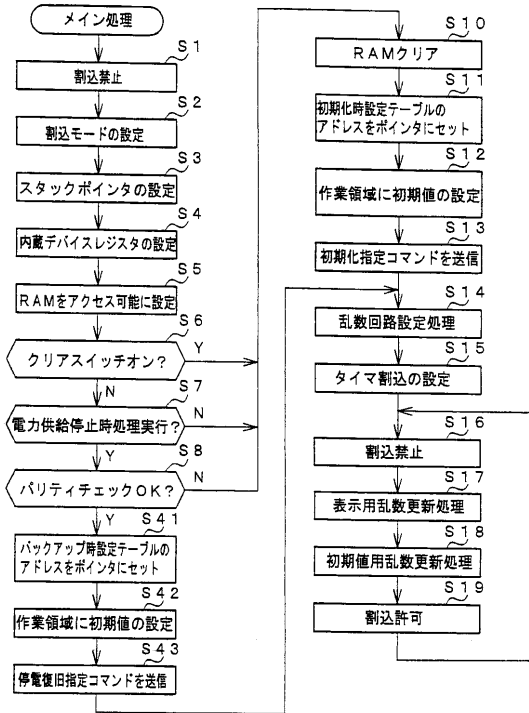 メイン処理
S1
割込禁止
S2
割込モードの設定
S3
スタックポインタの設定
S4
内蔵デバイスレジスタの設定
S5
RAMをアクセス可能に設定
S6
クリアスイッチオン?
Y
N
S7
電力供給停止時処理実行?
N
Y
S8
パリティチェックOK?
N
Y
S41
バックアップ時設定テーブルの
アドレスをポインタにセット
S42
作業領域に初期値の設定
S43
停電復旧指定コマンドを送信
S10
RAMクリア
S11
初期化時設定テーブルの
アドレスをポインタにセット
S12
作業領域に初期値の設定
S13
初期化指定コマンドを送信
S14
乱数回路設定処理
S15
タイマ割込の設定
S16
割込禁止
S17
表示用乱数更新処理
S18
初期値用乱数更新処理
S19
割込許可